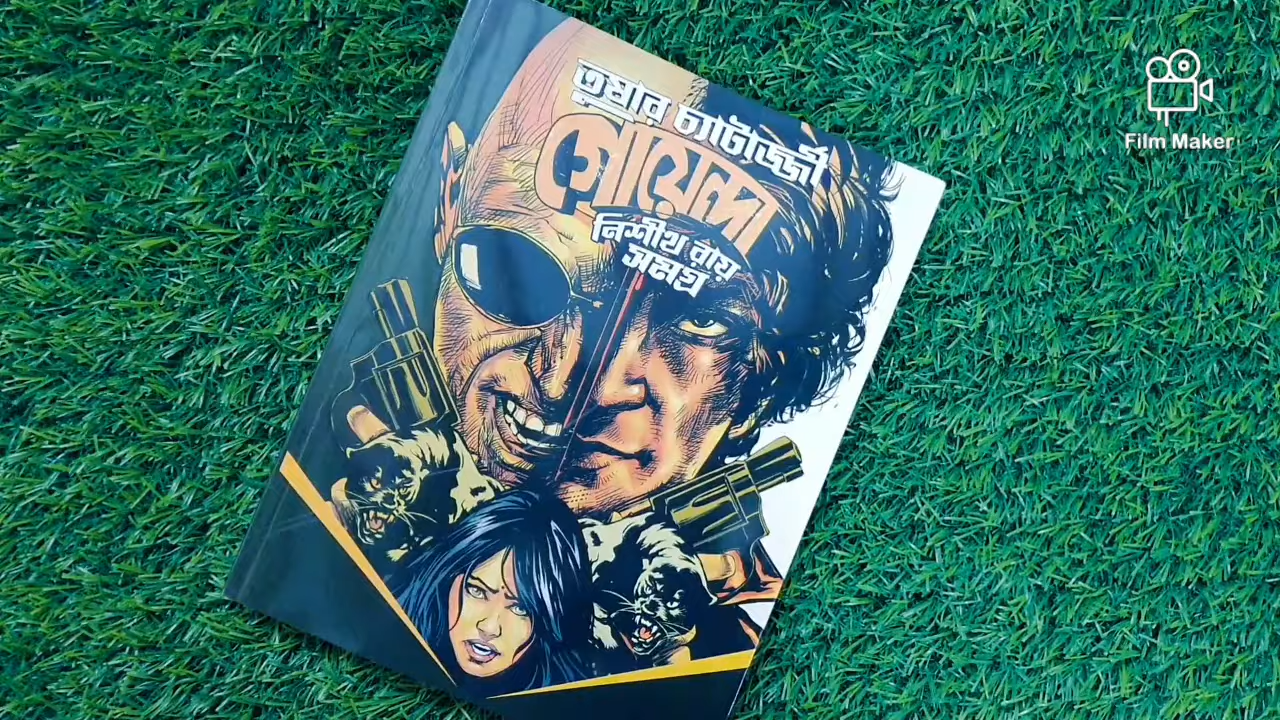 তুষার চ্যাটার্জ্জী
গোয়েন্দা
নিশীথ রায়
সমগ্র
Film Maker